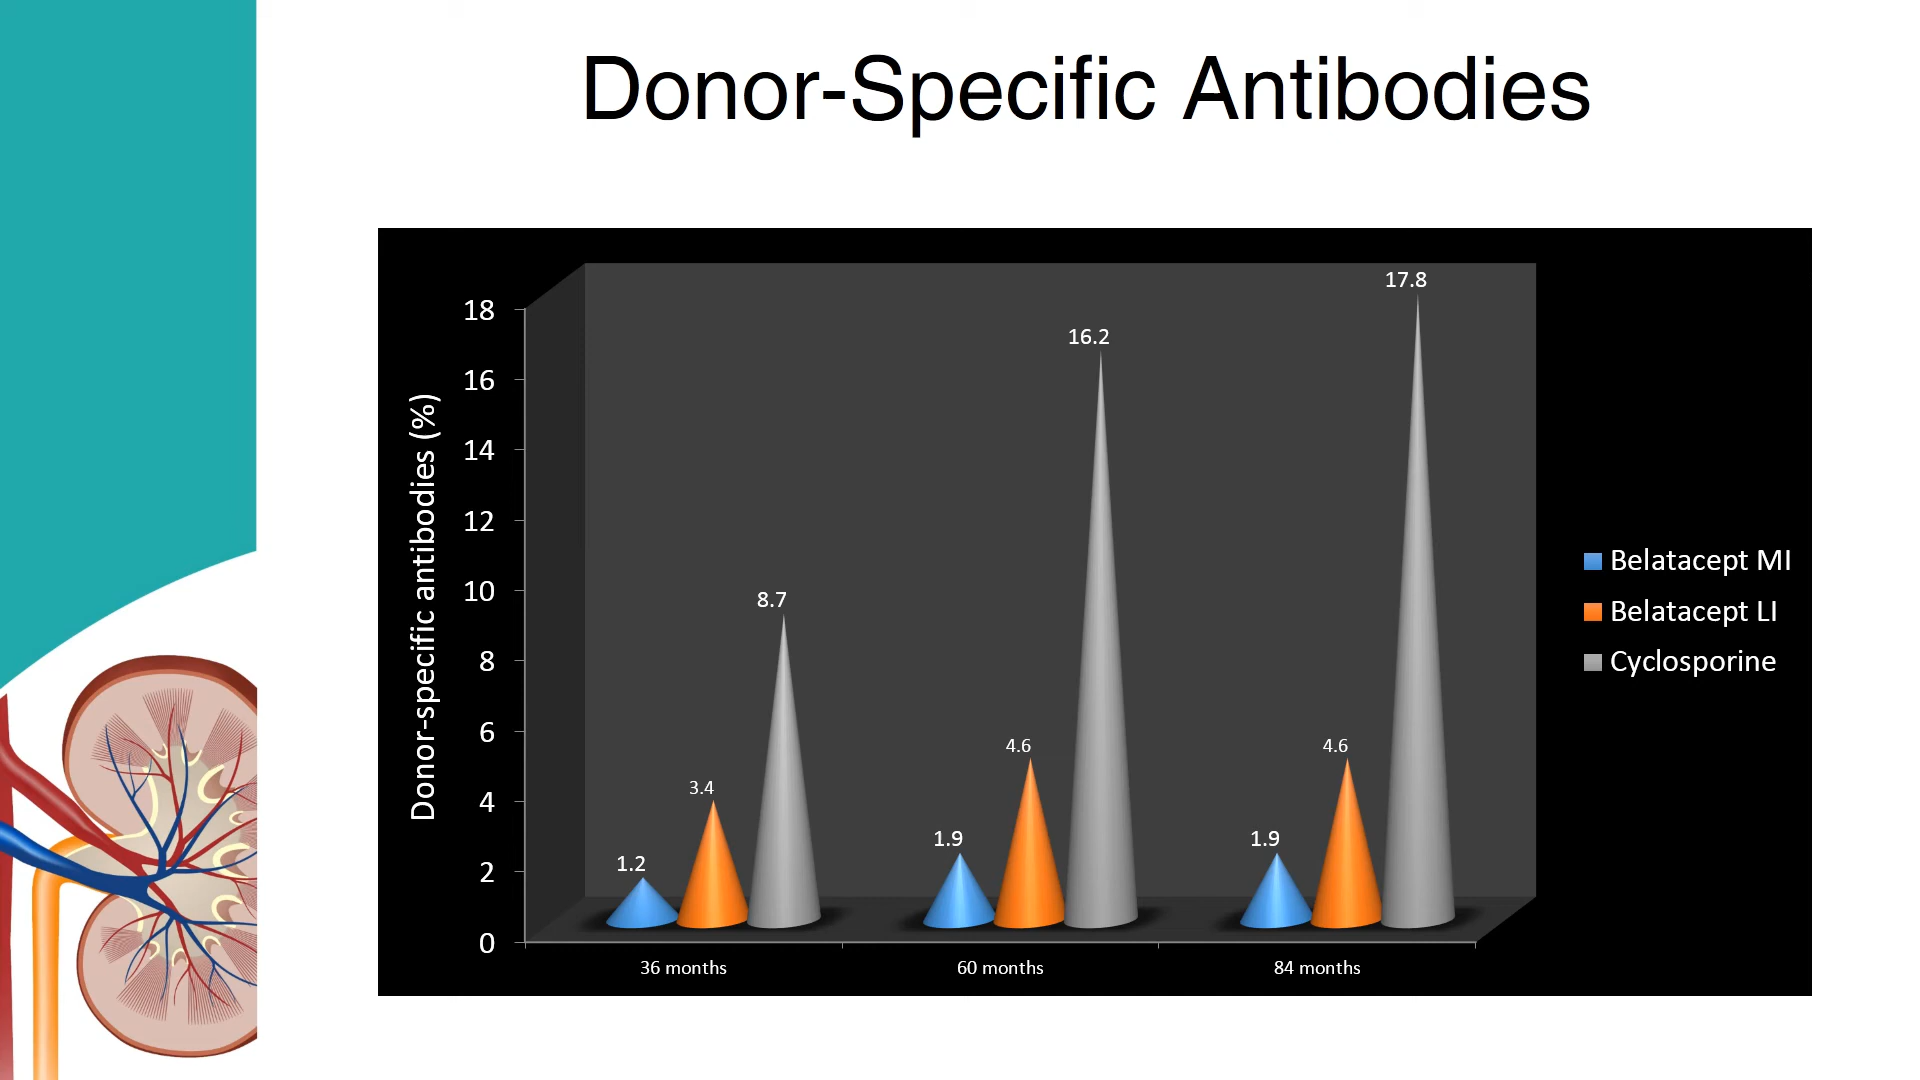 Donor-Specific Antibodies
Donor-specific antibodies (%)
18
16
14
12
10
8
6
4
2
0
1.2
3.4
8.7
1.9
4.6
16.2
1.9
4.6
17.8
36 months
60 months
84 months
Belatacept MI
Belatacept LI
Cyclosporine